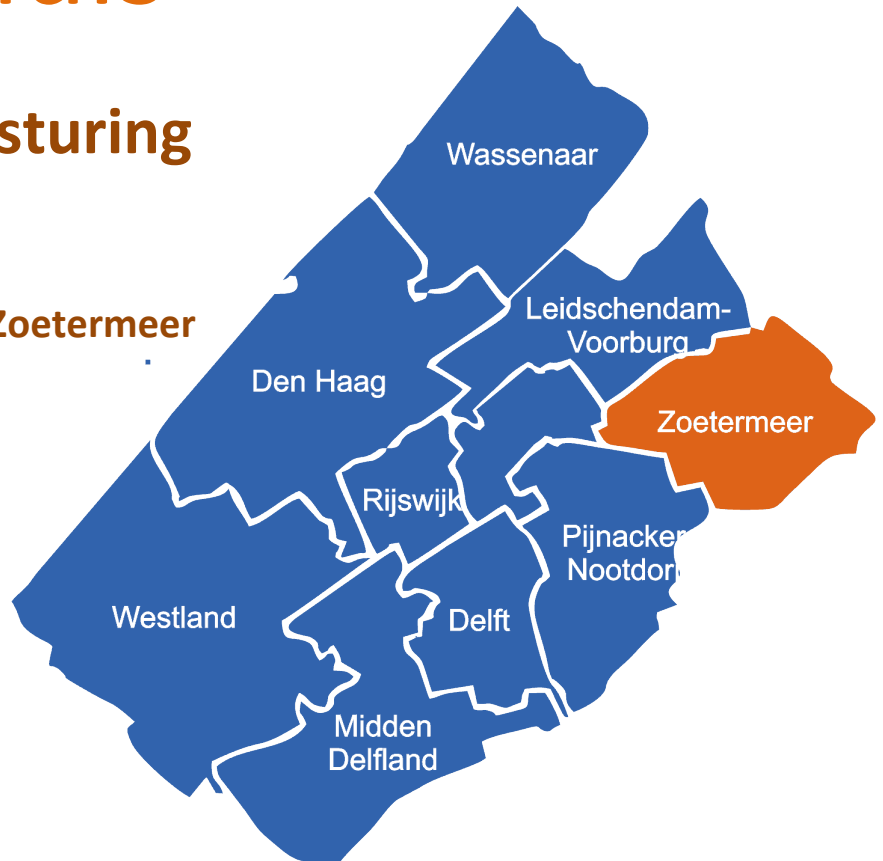 sturing
Zoetermeer
Wassenaar
Leidschendam-
Voorburg
Den Haag
Zoetermeer
Rijswijk
Pijnacker
Nootdor
Westland
Delft
Midden
Delfland